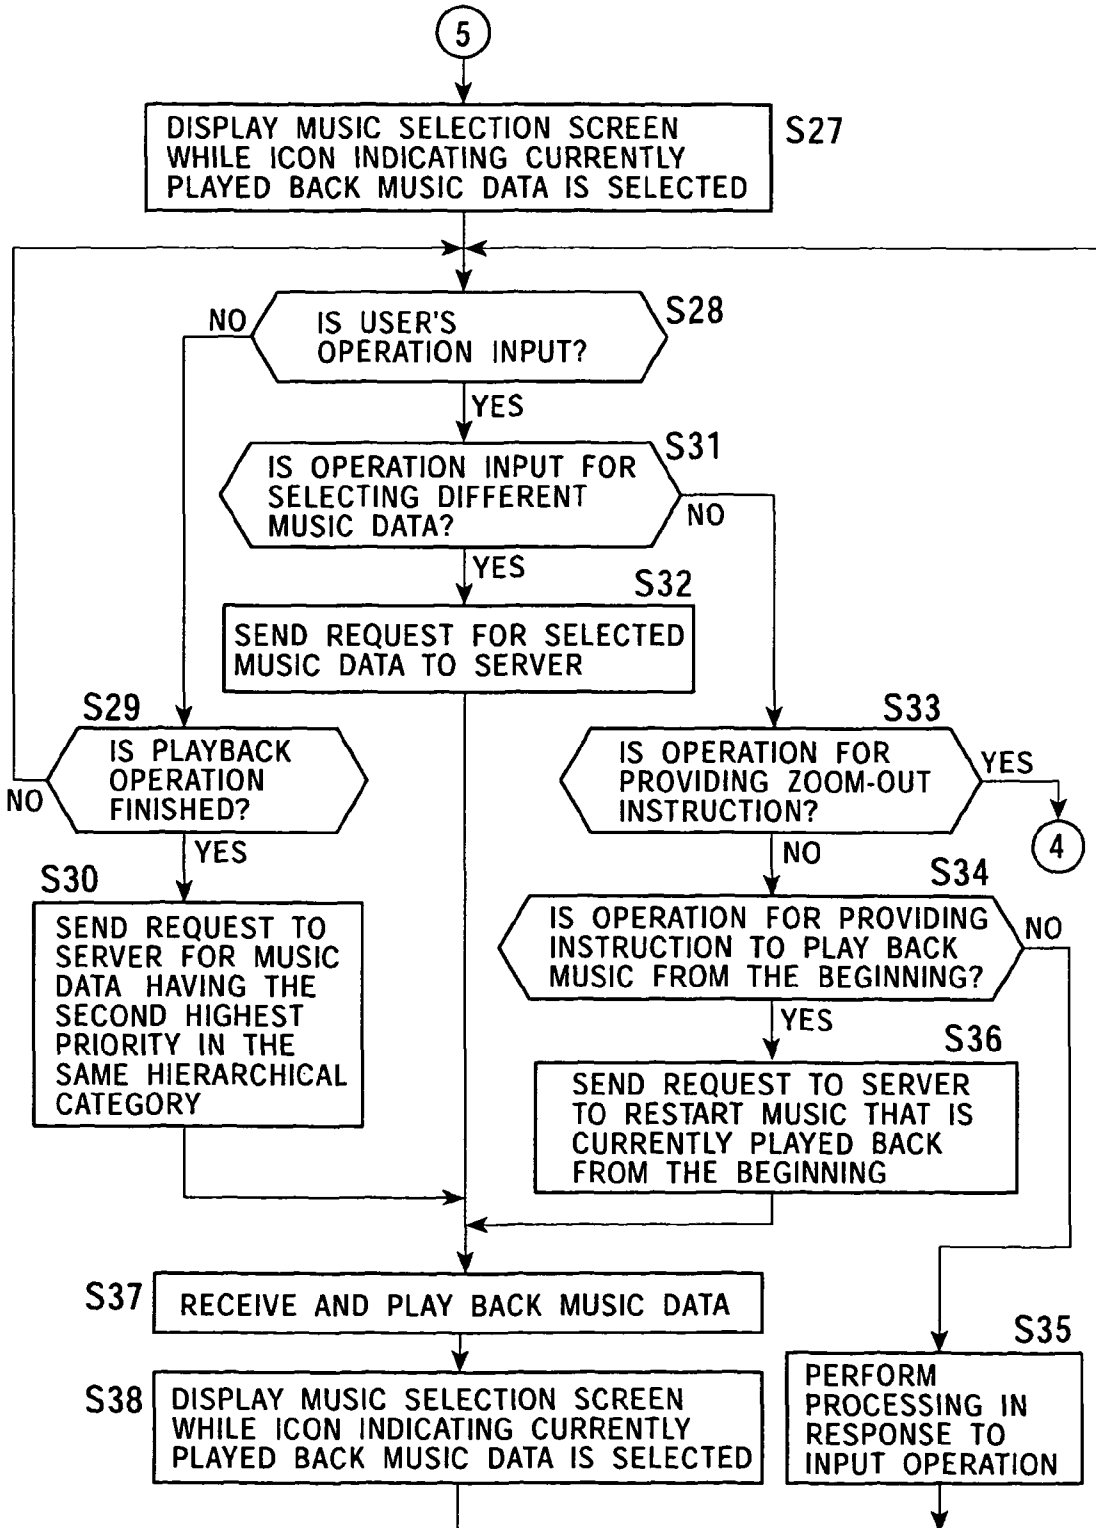 5
DISPLAY MUSIC SELECTION SCREEN
WHILE ICON INDICATING CURRENTLY
PLAYED BACK MUSIC DATA IS SELECTED
S27
NO
IS USER'S
OPERATION INPUT?
S28
YES
IS OPERATION INPUT FOR
SELECTING DIFFERENT
MUSIC DATA?
S31
NO
YES
S32
SEND REQUEST FOR SELECTED
MUSIC DATA TO SERVER
S29
IS PLAYBACK
OPERATION
FINISHED?
NO
YES
S33
IS OPERATION FOR
PROVIDING ZOOM-OUT
INSTRUCTION?
YES
4
NO
S30
SEND REQUEST TO
SERVER FOR MUSIC
DATA HAVING THE
SECOND HIGHEST
PRIORITY IN THE
SAME HIERARCHICAL
CATEGORY
S34
IS OPERATION FOR PROVIDING
INSTRUCTION TO PLAY BACK
MUSIC FROM THE BEGINNING?
NO
YES
S36
SEND REQUEST TO SERVER
TO RESTART MUSIC THAT IS
CURRENTLY PLAYED BACK
FROM THE BEGINNING
S37
RECEIVE AND PLAY BACK MUSIC DATA
S38
DISPLAY MUSIC SELECTION SCREEN
WHILE ICON INDICATING CURRENTLY
PLAYED BACK MUSIC DATA IS SELECTED
S35
PERFORM
PROCESSING IN
RESPONSE TO
INPUT OPERATION